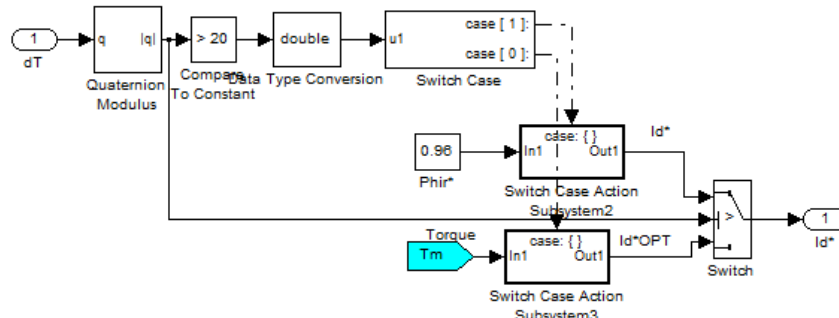 case [ 1 ]:
1
q
|q|
> 20
double
u1
case [ 0 ]:
dT
Quaternion
Modulus
Compare
To Constant
Data Type Conversion
Switch Case
case: { }
Id*
0.96
In1
Out1
Phir*
Switch Case Action
Subsystem2
>
1
Id*
Torque
Tm
case: { }
In1
Out1
Id*OPT
Switch
Switch Case Action
Subsystem3